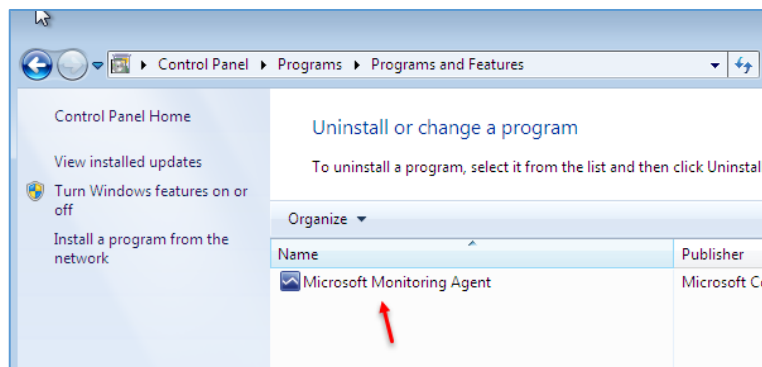 Control Panel Programs Programs and Features
Control Panel Home
View installed updates
Turn Windows features on or
off
Install a program from the
network
Uninstall or change a program
To uninstall a program, select it from the list and then click Uninstal
Organize
Name Publisher
Microsoft Monitoring Agent Microsoft C